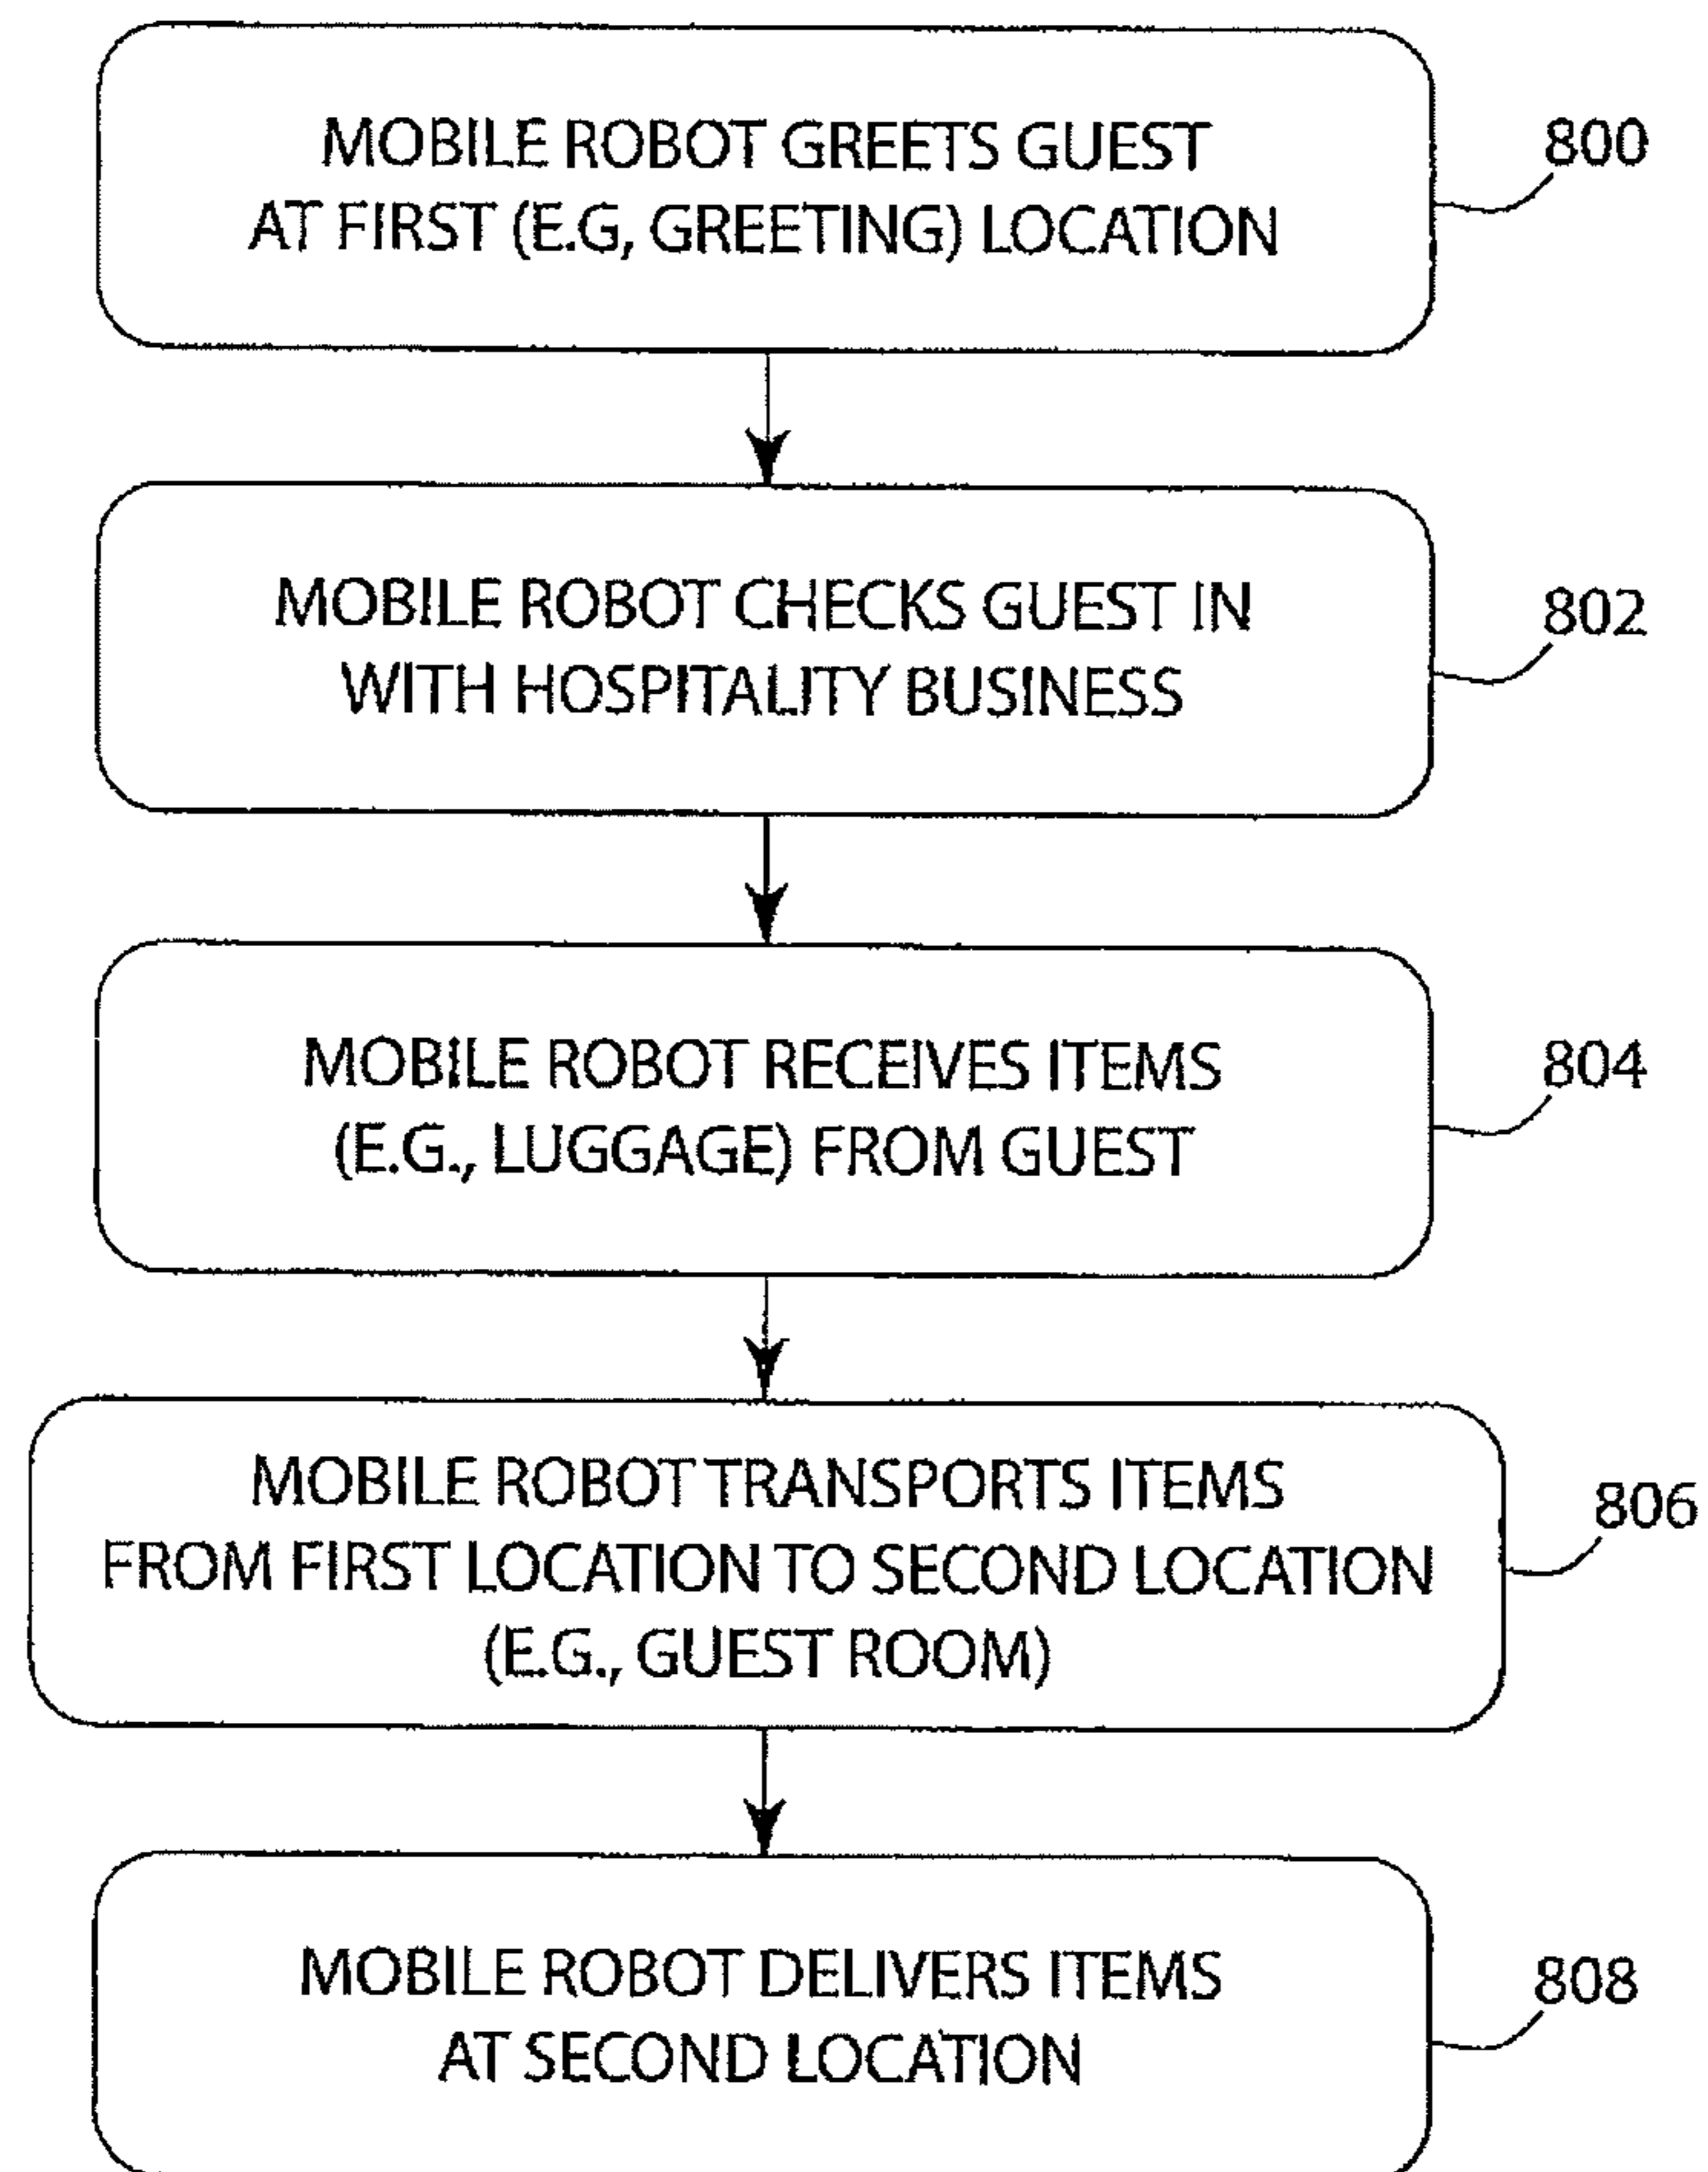 MOBILE ROBOT GREETS GUEST
AT FIRST (E.G, GREETING) LOCATION
800
MOBILE ROBOT CHECKS GUEST IN
WITH HOSPITALITY BUSINESS
802
MOBILE ROBOT RECEIVES ITEMS
(E.G., LUGGAGE) FROM GUEST
804
MOBILE ROBOT TRANSPORTS ITEMS
FROM FIRST LOCATION TO SECOND LOCATION
(E.G., GUEST ROOM)
806
MOBILE ROBOT DELIVERS ITEMS
AT SECOND LOCATION
808